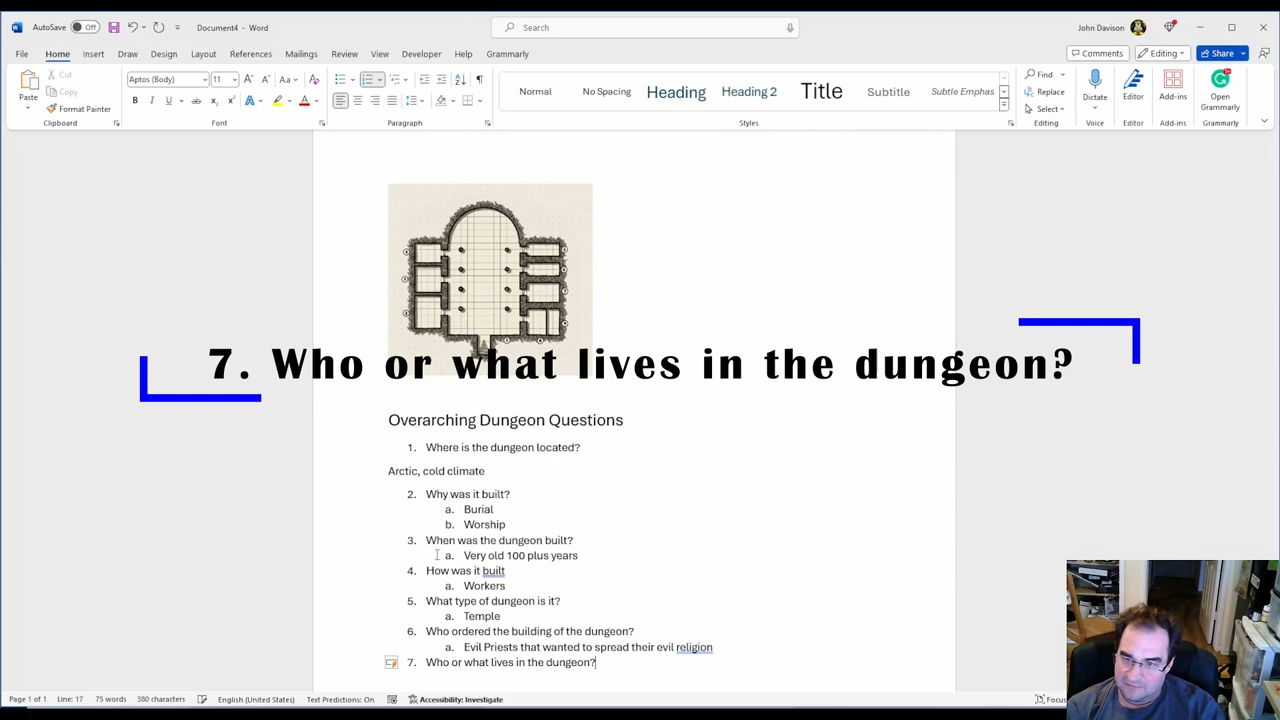 AutoSave Off Document4 - Word Search John Davison
File Home Insert Draw Design Layout References Mailings Review View Developer Help Grammarly Comments Editing Share
Paste Cut Copy Format Painter Clipboard
Aptos (Body) 11 Aa A B I U ab x₂ x² A A Font
Paragraph
Normal No Spacing Heading Heading 2 Title Subtitle Subtle Emphas Styles
Find Replace Select Editing
Dictate Voice
Editor Editor
Add-ins Add-ins
Open Grammarly Grammarly
7. Who or what lives in the dungeon?
Overarching Dungeon Questions
1. Where is the dungeon located?
Arctic, cold climate
2. Why was it built?
a. Burial
b. Worship
3. When was the dungeon built?
a. Very old 100 plus years
4. How was it built
a. Workers
5. What type of dungeon is it?
a. Temple
6. Who ordered the building of the dungeon?
a. Evil Priests that wanted to spread their evil religion
7. Who or what lives in the dungeon?
Page 1 of 1 Line: 17 75 words 380 characters English (United States) Text Predictions: On Accessibility: Investigate Focus